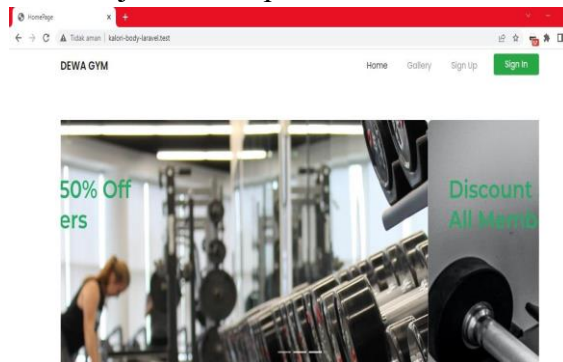 HomePage
Tidak aman | kalori-body-laravel.test
DEWA GYM
Home Gallery Sign Up Sign In
50% Off
ers
Discount
All Memb